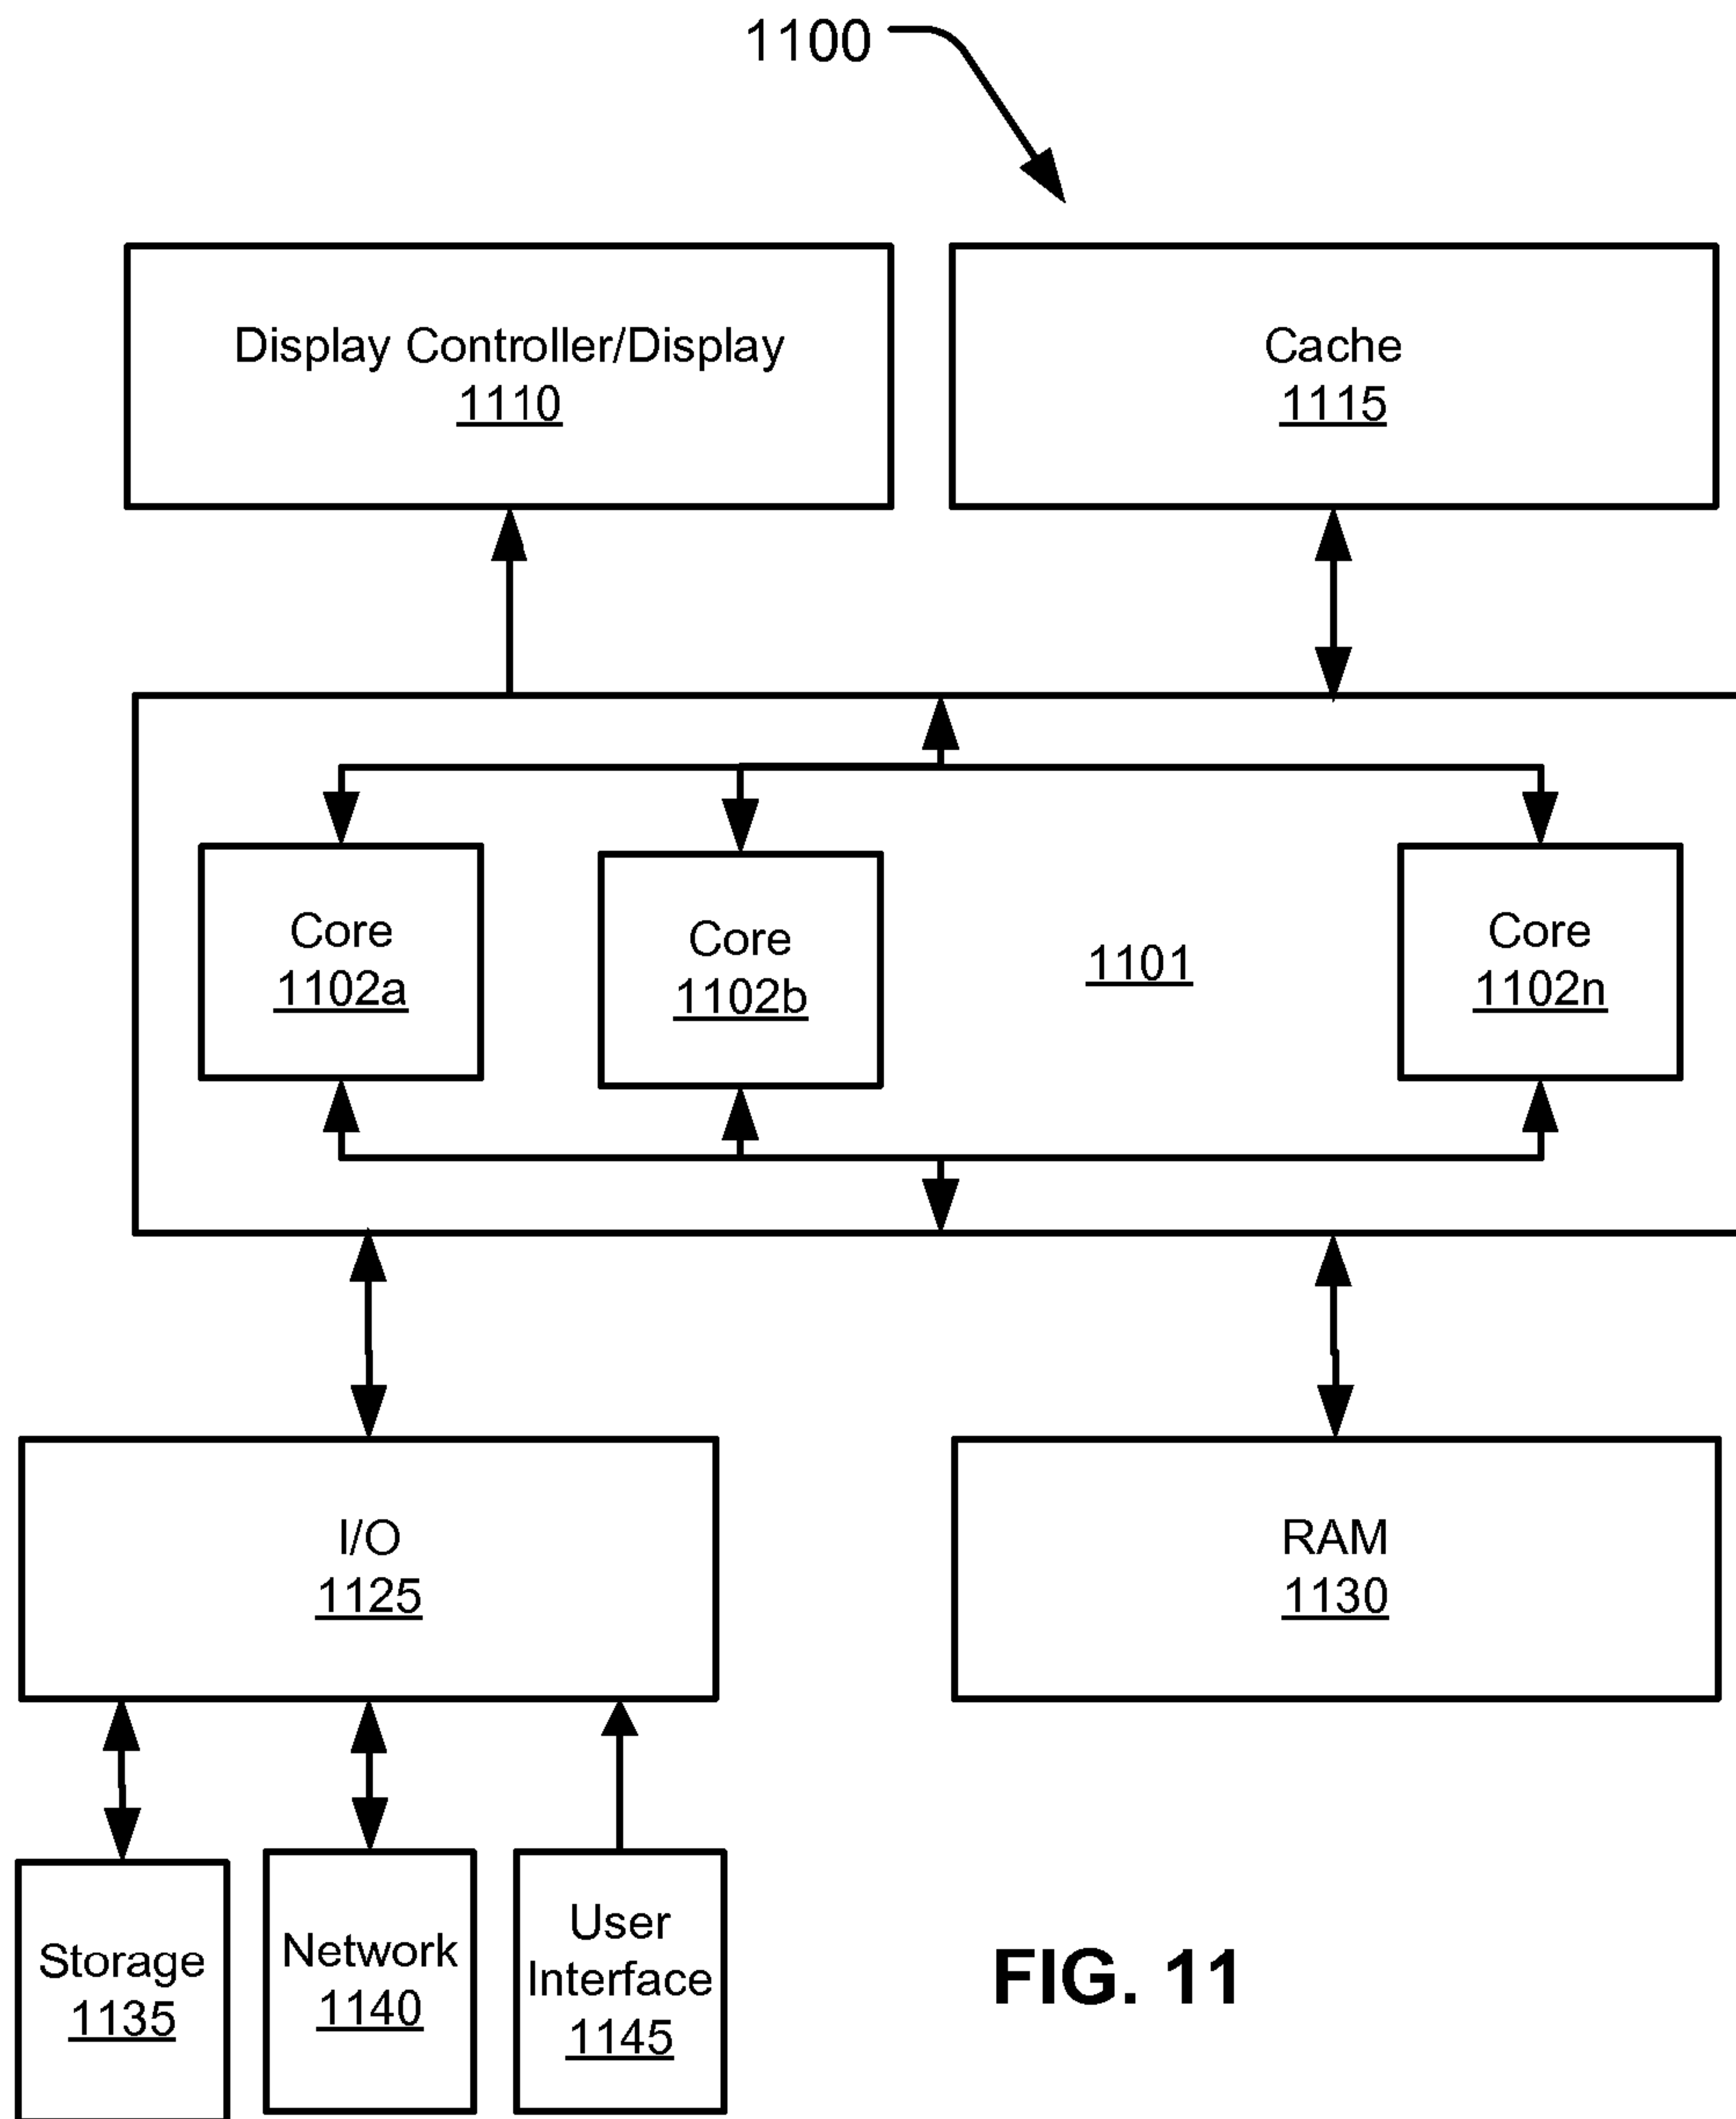 1100
Display Controller/Display
1110
Cache
1115
Core
1102a
Core
1102b
1101
Core
1102n
I/O
1125
RAM
1130
Storage
1135
Network
1140
User
Interface
1145
FIG. 11